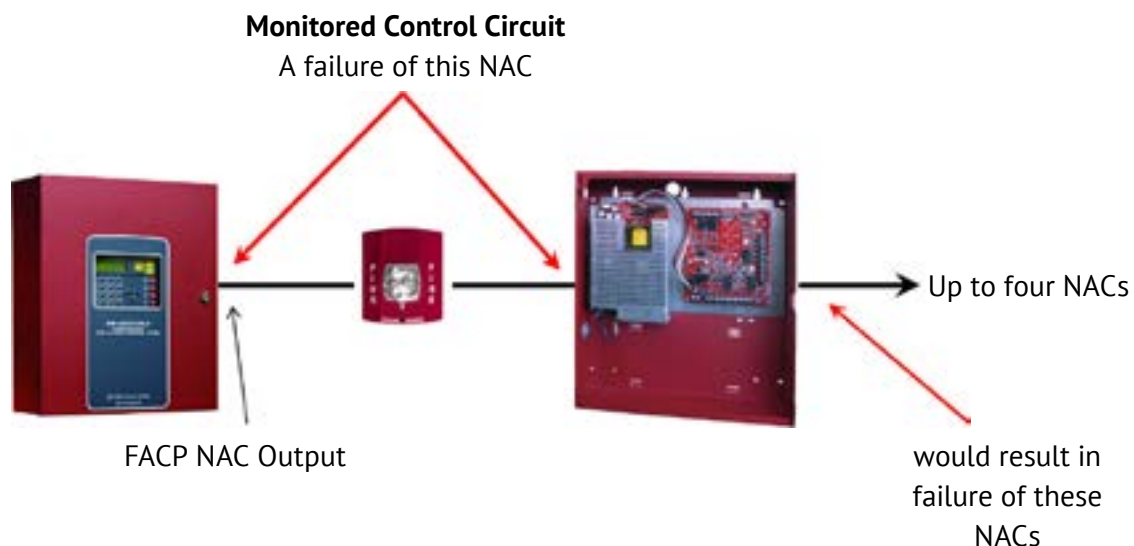 Monitored Control Circuit
A failure of this NAC
Up to four NACs
FACP NAC Output
would result in
failure of these
NACs